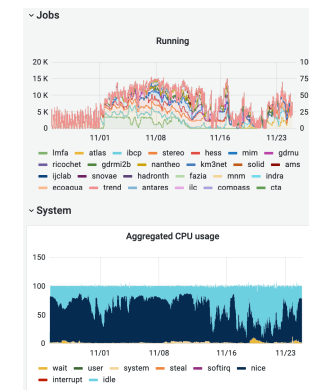 Jobs
Running
20 K 100
15 K 75
10 K 50
5 K 25
0 0
11/01 11/08 11/16 11/23
lmfa atlas ibcp stereo hess mim gdrnu
ricochet gdrmi2b nantheo km3net solid ams
ijclab snovae hadronth fazia mnm indra
ecoaqua trend antares ilc compass cta
System
Aggregated CPU usage
150
100
50
0
11/01 11/08 11/16 11/23
wait user system steal softirq nice
interrupt idle